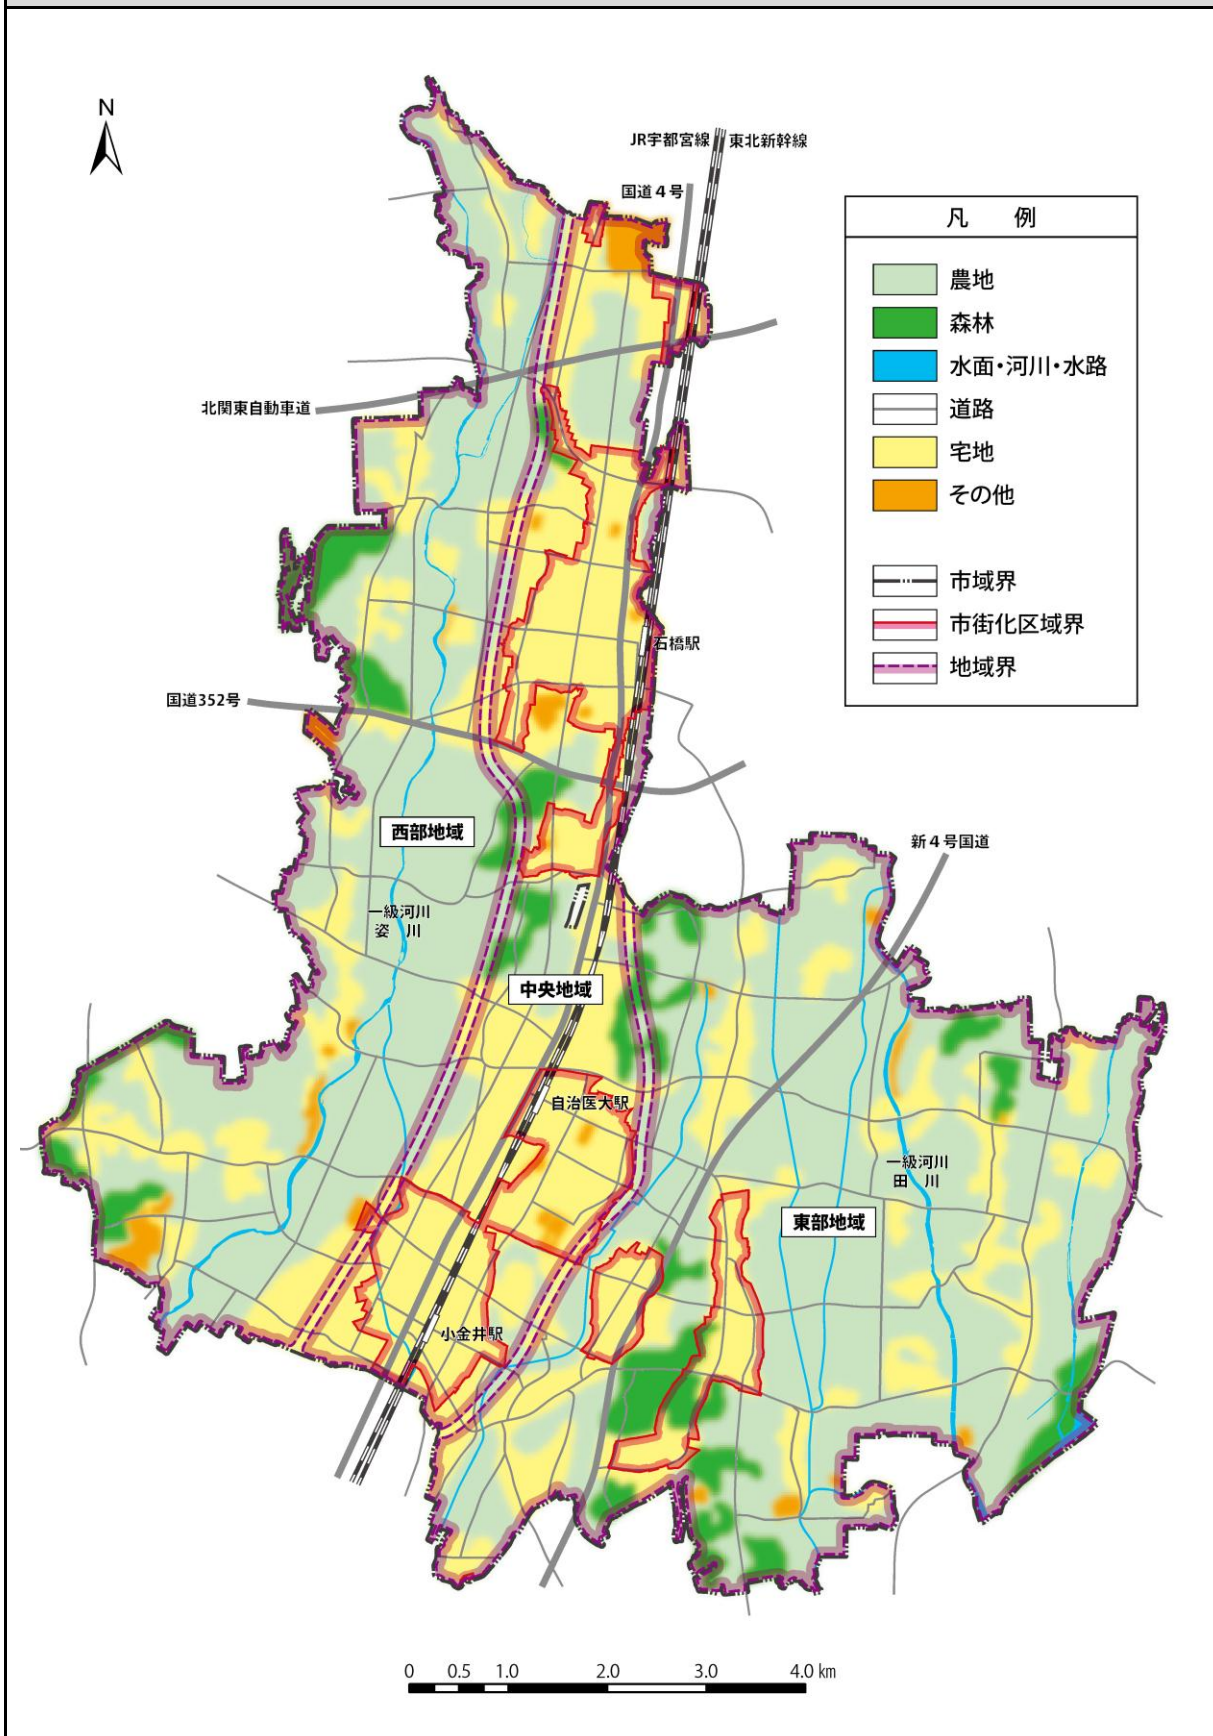 N
JR宇都宮線
東北新幹線
国道4号
凡 例
農地
森林
水面・河川・水路
道路
宅地
その他
市域界
市街化区域界
地域界
北関東自動車道
石橋駅
国道352号
西部地域
新4号国道
一級河川
姿 川
中央地域
自治医大駅
一級河川
田 川
東部地域
小金井駅
0 0.5 1.0 2.0 3.0 4.0 km